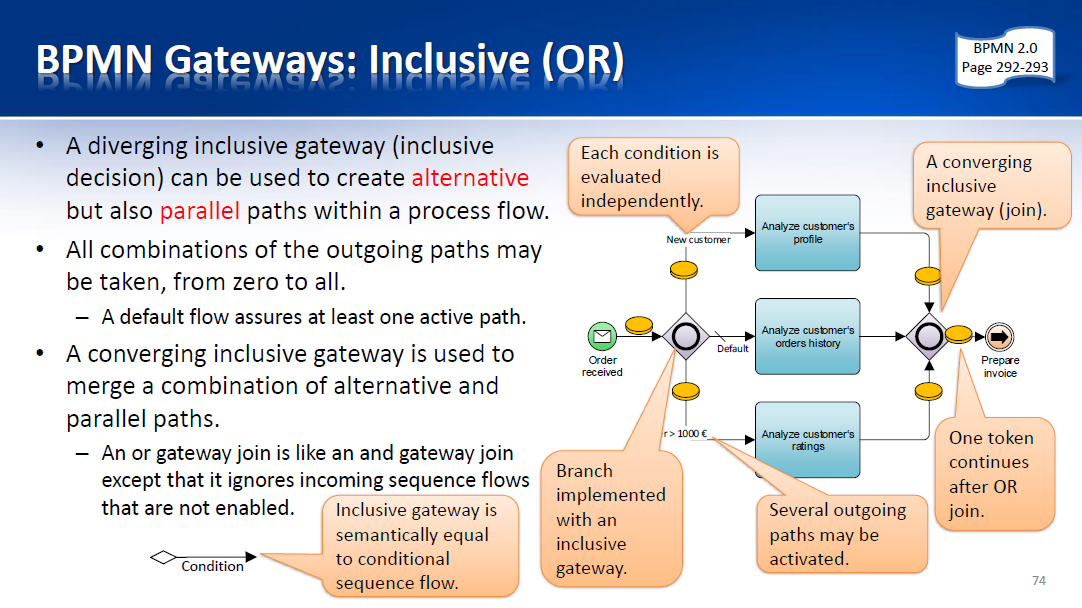 BPMN Gateways: Inclusive (OR)
BPMN 2.0
Page 292-293
• A diverging inclusive gateway (inclusive
decision) can be used to create alternative
but also parallel paths within a process flow.
• All combinations of the outgoing paths may
be taken, from zero to all.
– A default flow assures at least one active path.
• A converging inclusive gateway is used to
merge a combination of alternative and
parallel paths.
– An or gateway join is like an and gateway join
except that it ignores incoming sequence flows
that are not enabled.
Condition
Inclusive gateway is
semantically equal
to conditional
sequence flow.
Each condition is
evaluated
independently.
A converging
inclusive
gateway (join).
New customer
Analyze customer's
profile
Order
received
Default
Analyze customer's
orders history
Prepare
invoice
r > 1000 €
Analyze customer's
ratings
Branch
implemented
with an
inclusive
gateway.
Several outgoing
paths may be
activated.
One token
continues
after OR
join.
74